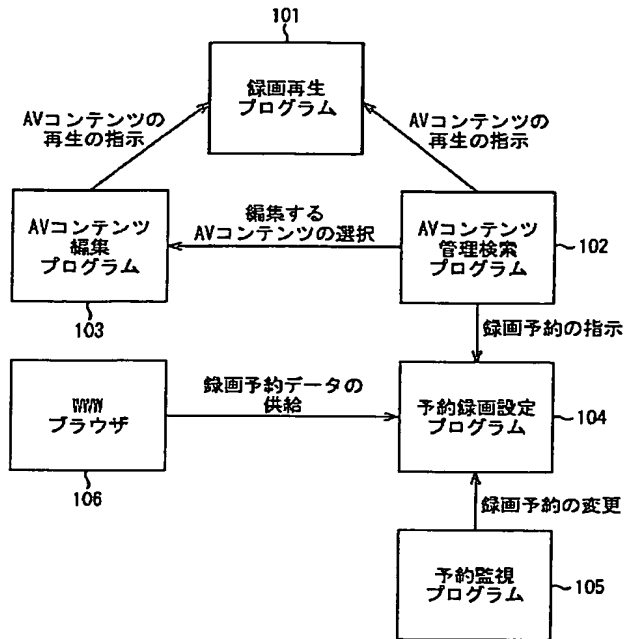 101
録画再生
プログラム
AVコンテンツの
再生の指示
AVコンテンツの
再生の指示
AVコンテンツ
編集
プログラム
103
編集する
AVコンテンツの選択
AVコンテンツ
管理検索
プログラム
102
録画予約の指示
WWW
ブラウザ
106
録画予約データの
供給
予約録画設定
プログラム
104
録画予約の変更
予約監視
プログラム
105